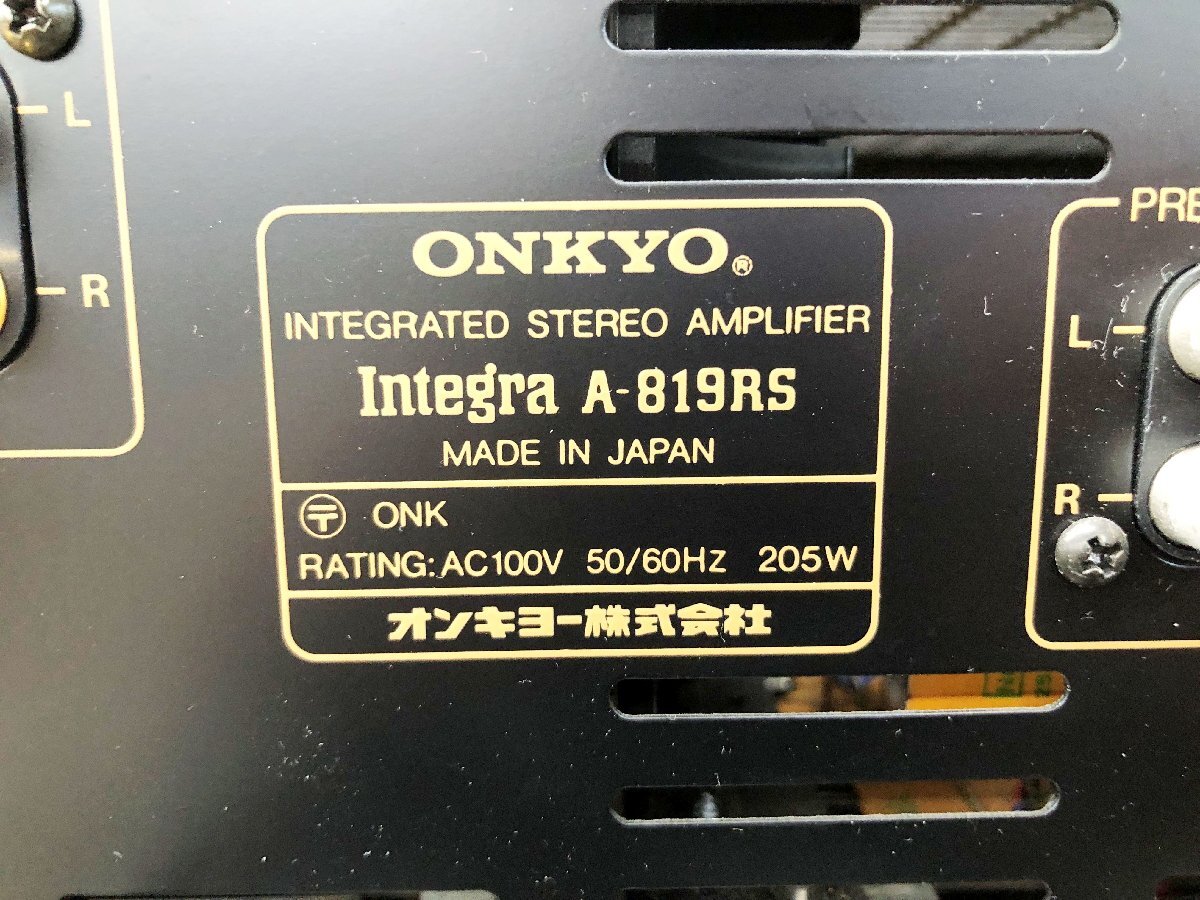 L
R
ONKYO®
INTEGRATED STEREO AMPLIFIER
Integra A-819RS
MADE IN JAPAN
〶 ONK
RATING: AC100V 50/60Hz 205W
オンキヨー株式会社
PRE
L
R